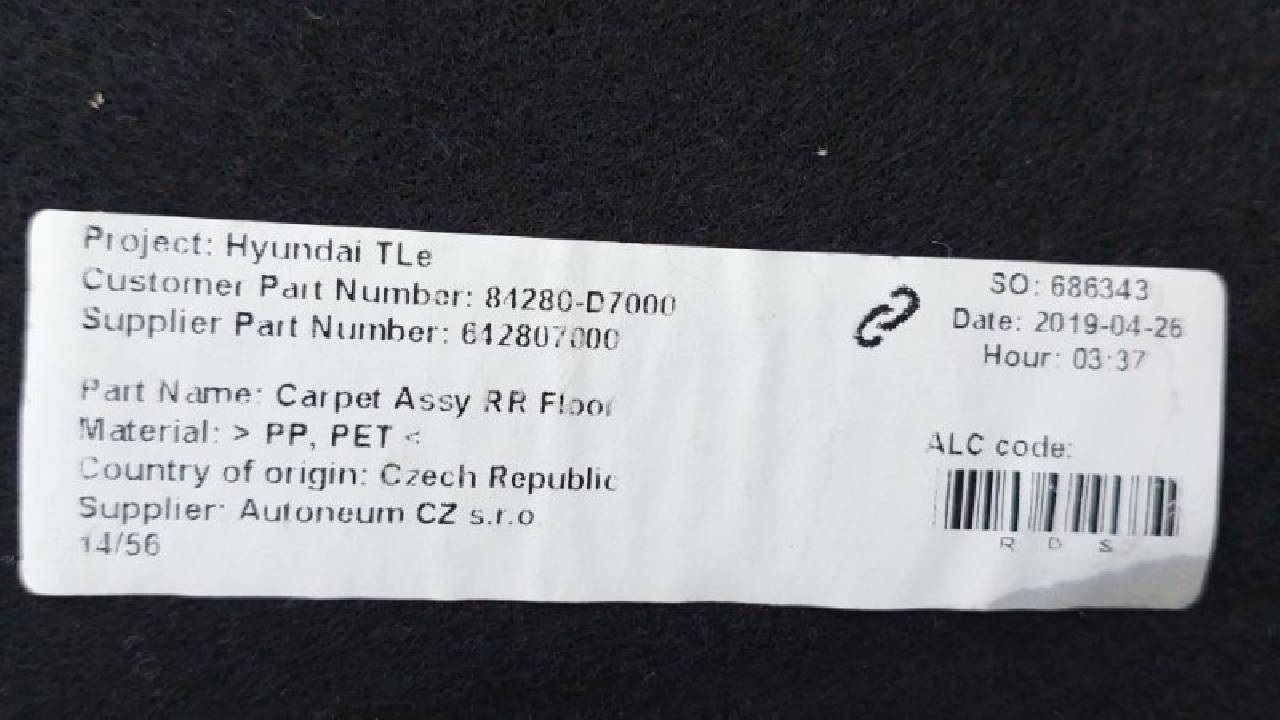 Project: Hyundai TLe
Customer Part Number: 84280-D7000
Supplier Part Number: 642807000
Part Name: Carpet Assy RR Floor
Material: > PP, PET <
Country of origin: Czech Republic
Supplier: Autoneum CZ s.r.o
14/56
SO: 686343
Date: 2019-04-26
Hour: 03:37
ALC code:
R D S